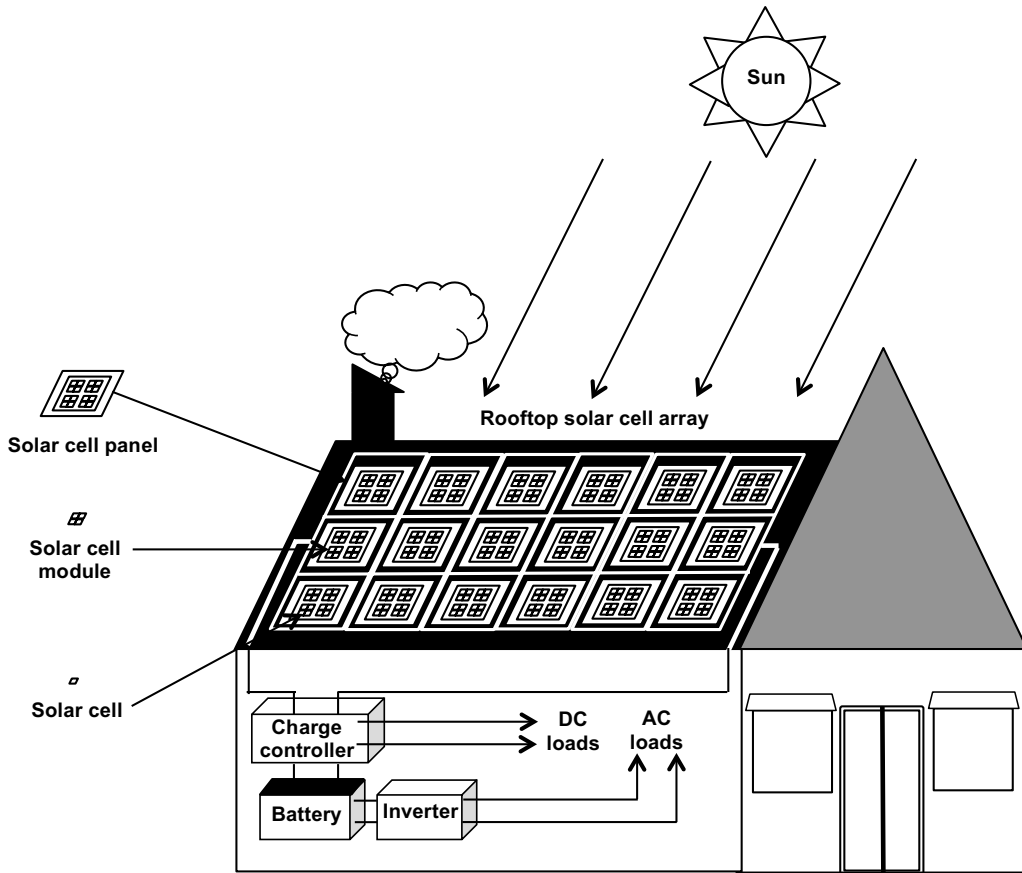 Sun
Rooftop solar cell array
Solar cell panel
Solar cell
module
Solar cell
Charge
controller
DC
loads
AC
loads
Battery
Inverter